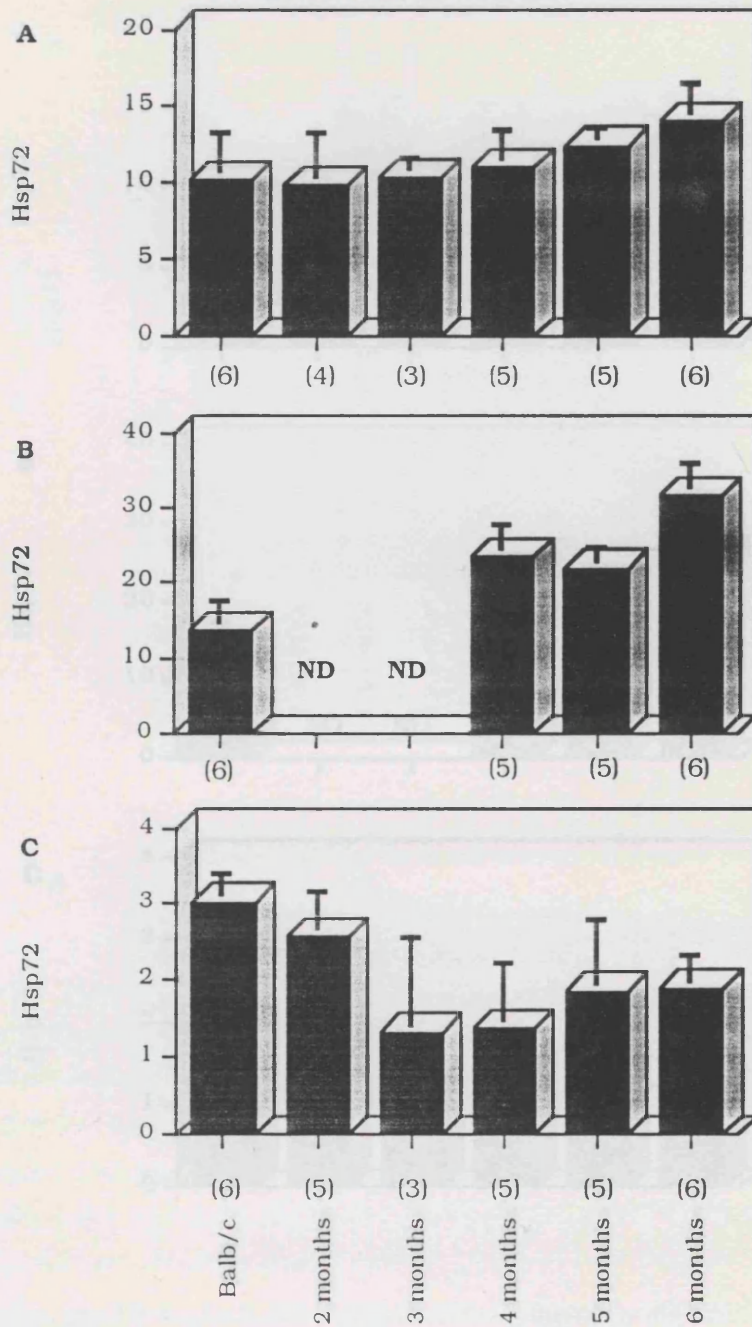 A
Hsp72
20
15
10
5
0
(6) (4) (3) (5) (5) (6)
B
Hsp72
40
30
20
10
0
ND ND
(6) (5) (5) (6)
C
Hsp72
4
3
2
1
0
(6) (5) (3) (5) (5) (6)
Balb/c
2 months
3 months
4 months
5 months
6 months